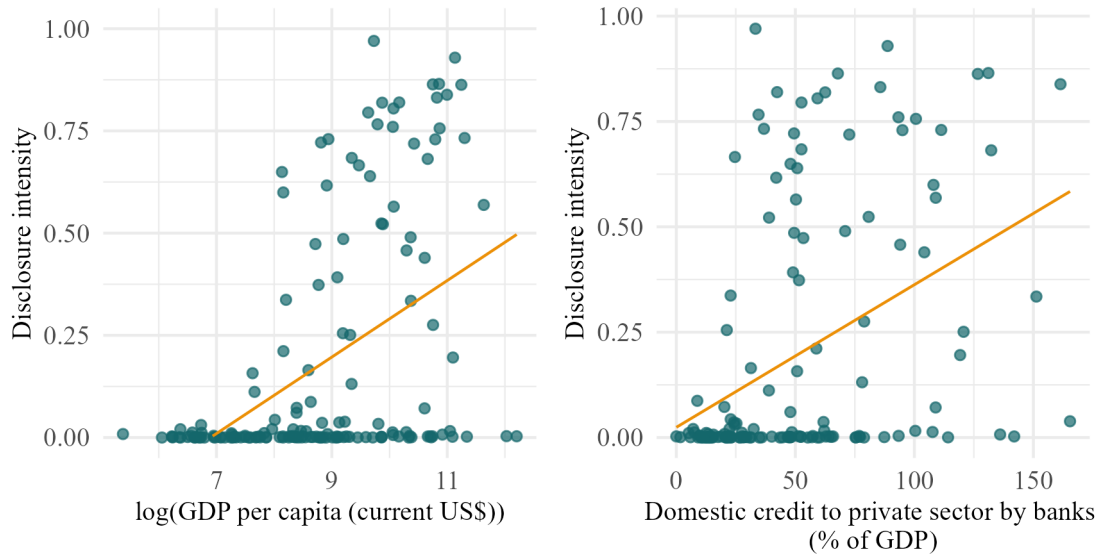 1.00
0.75
0.50
0.25
0.00
Disclosure intensity
7 9 11
log(GDP per capita (current US$))
1.00
0.75
0.50
0.25
0.00
Disclosure intensity
0 50 100 150
Domestic credit to private sector by banks
(% of GDP)